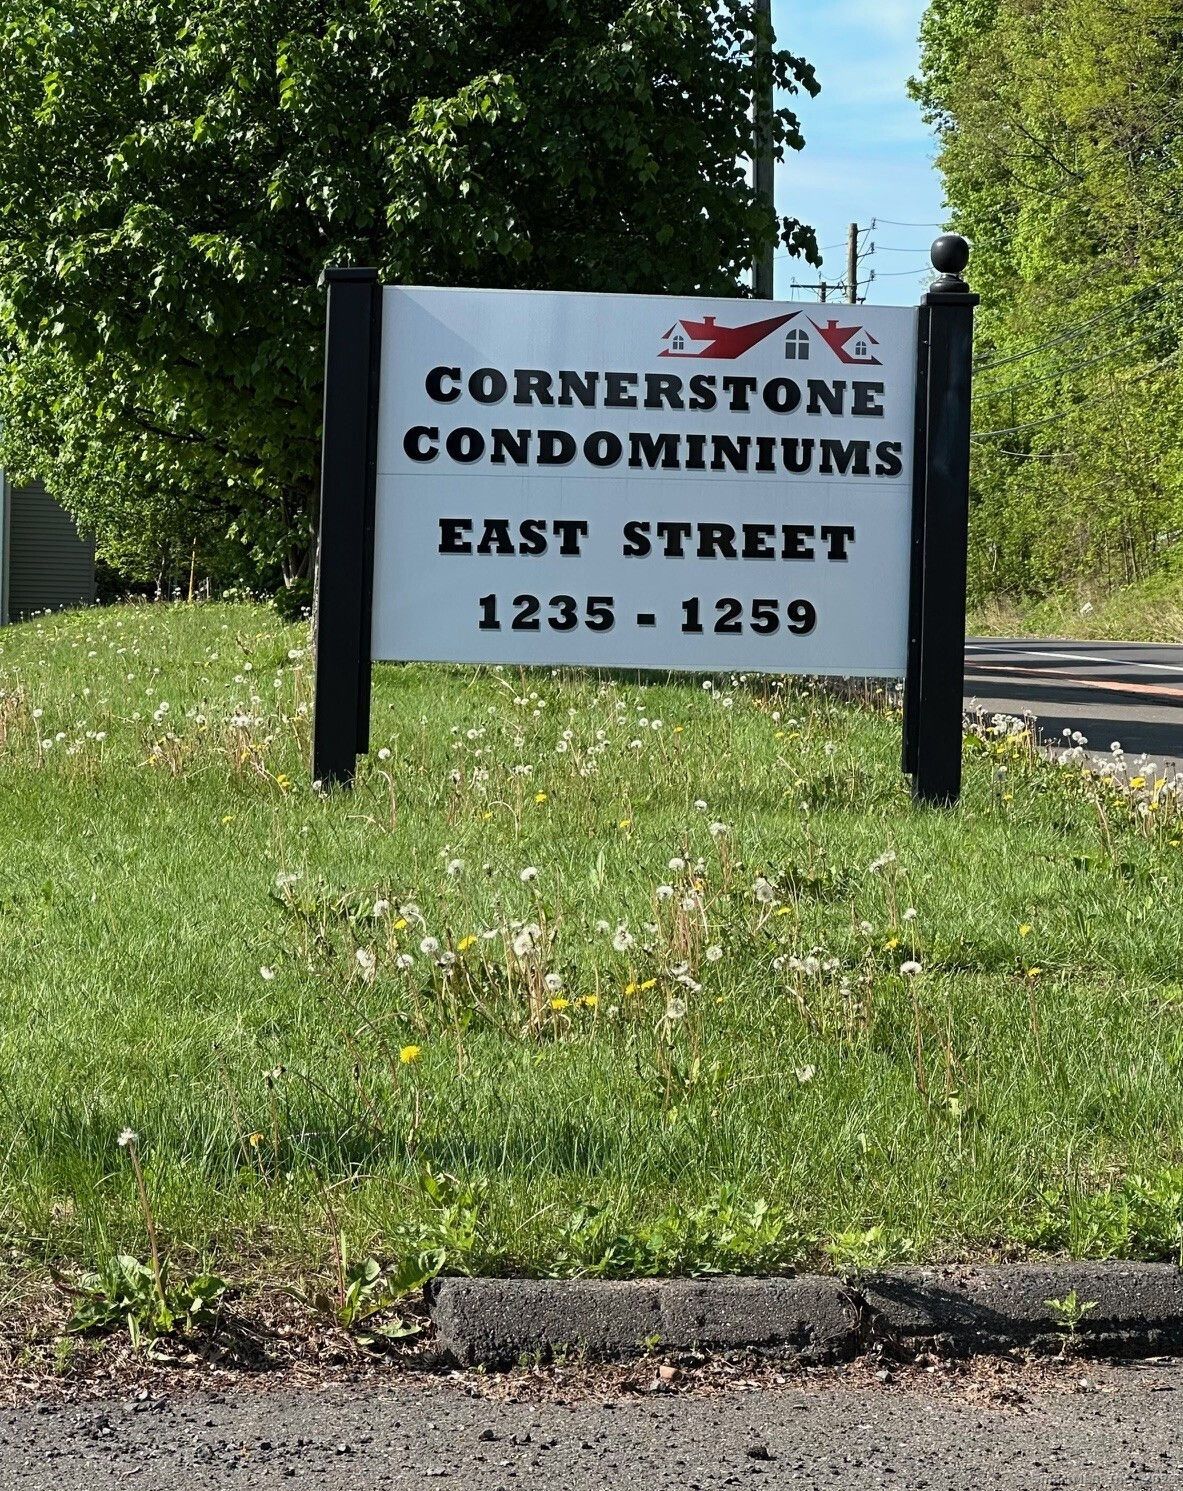 CORNERSTONE
CONDOMINIUMS
EAST STREET
1235 - 1259